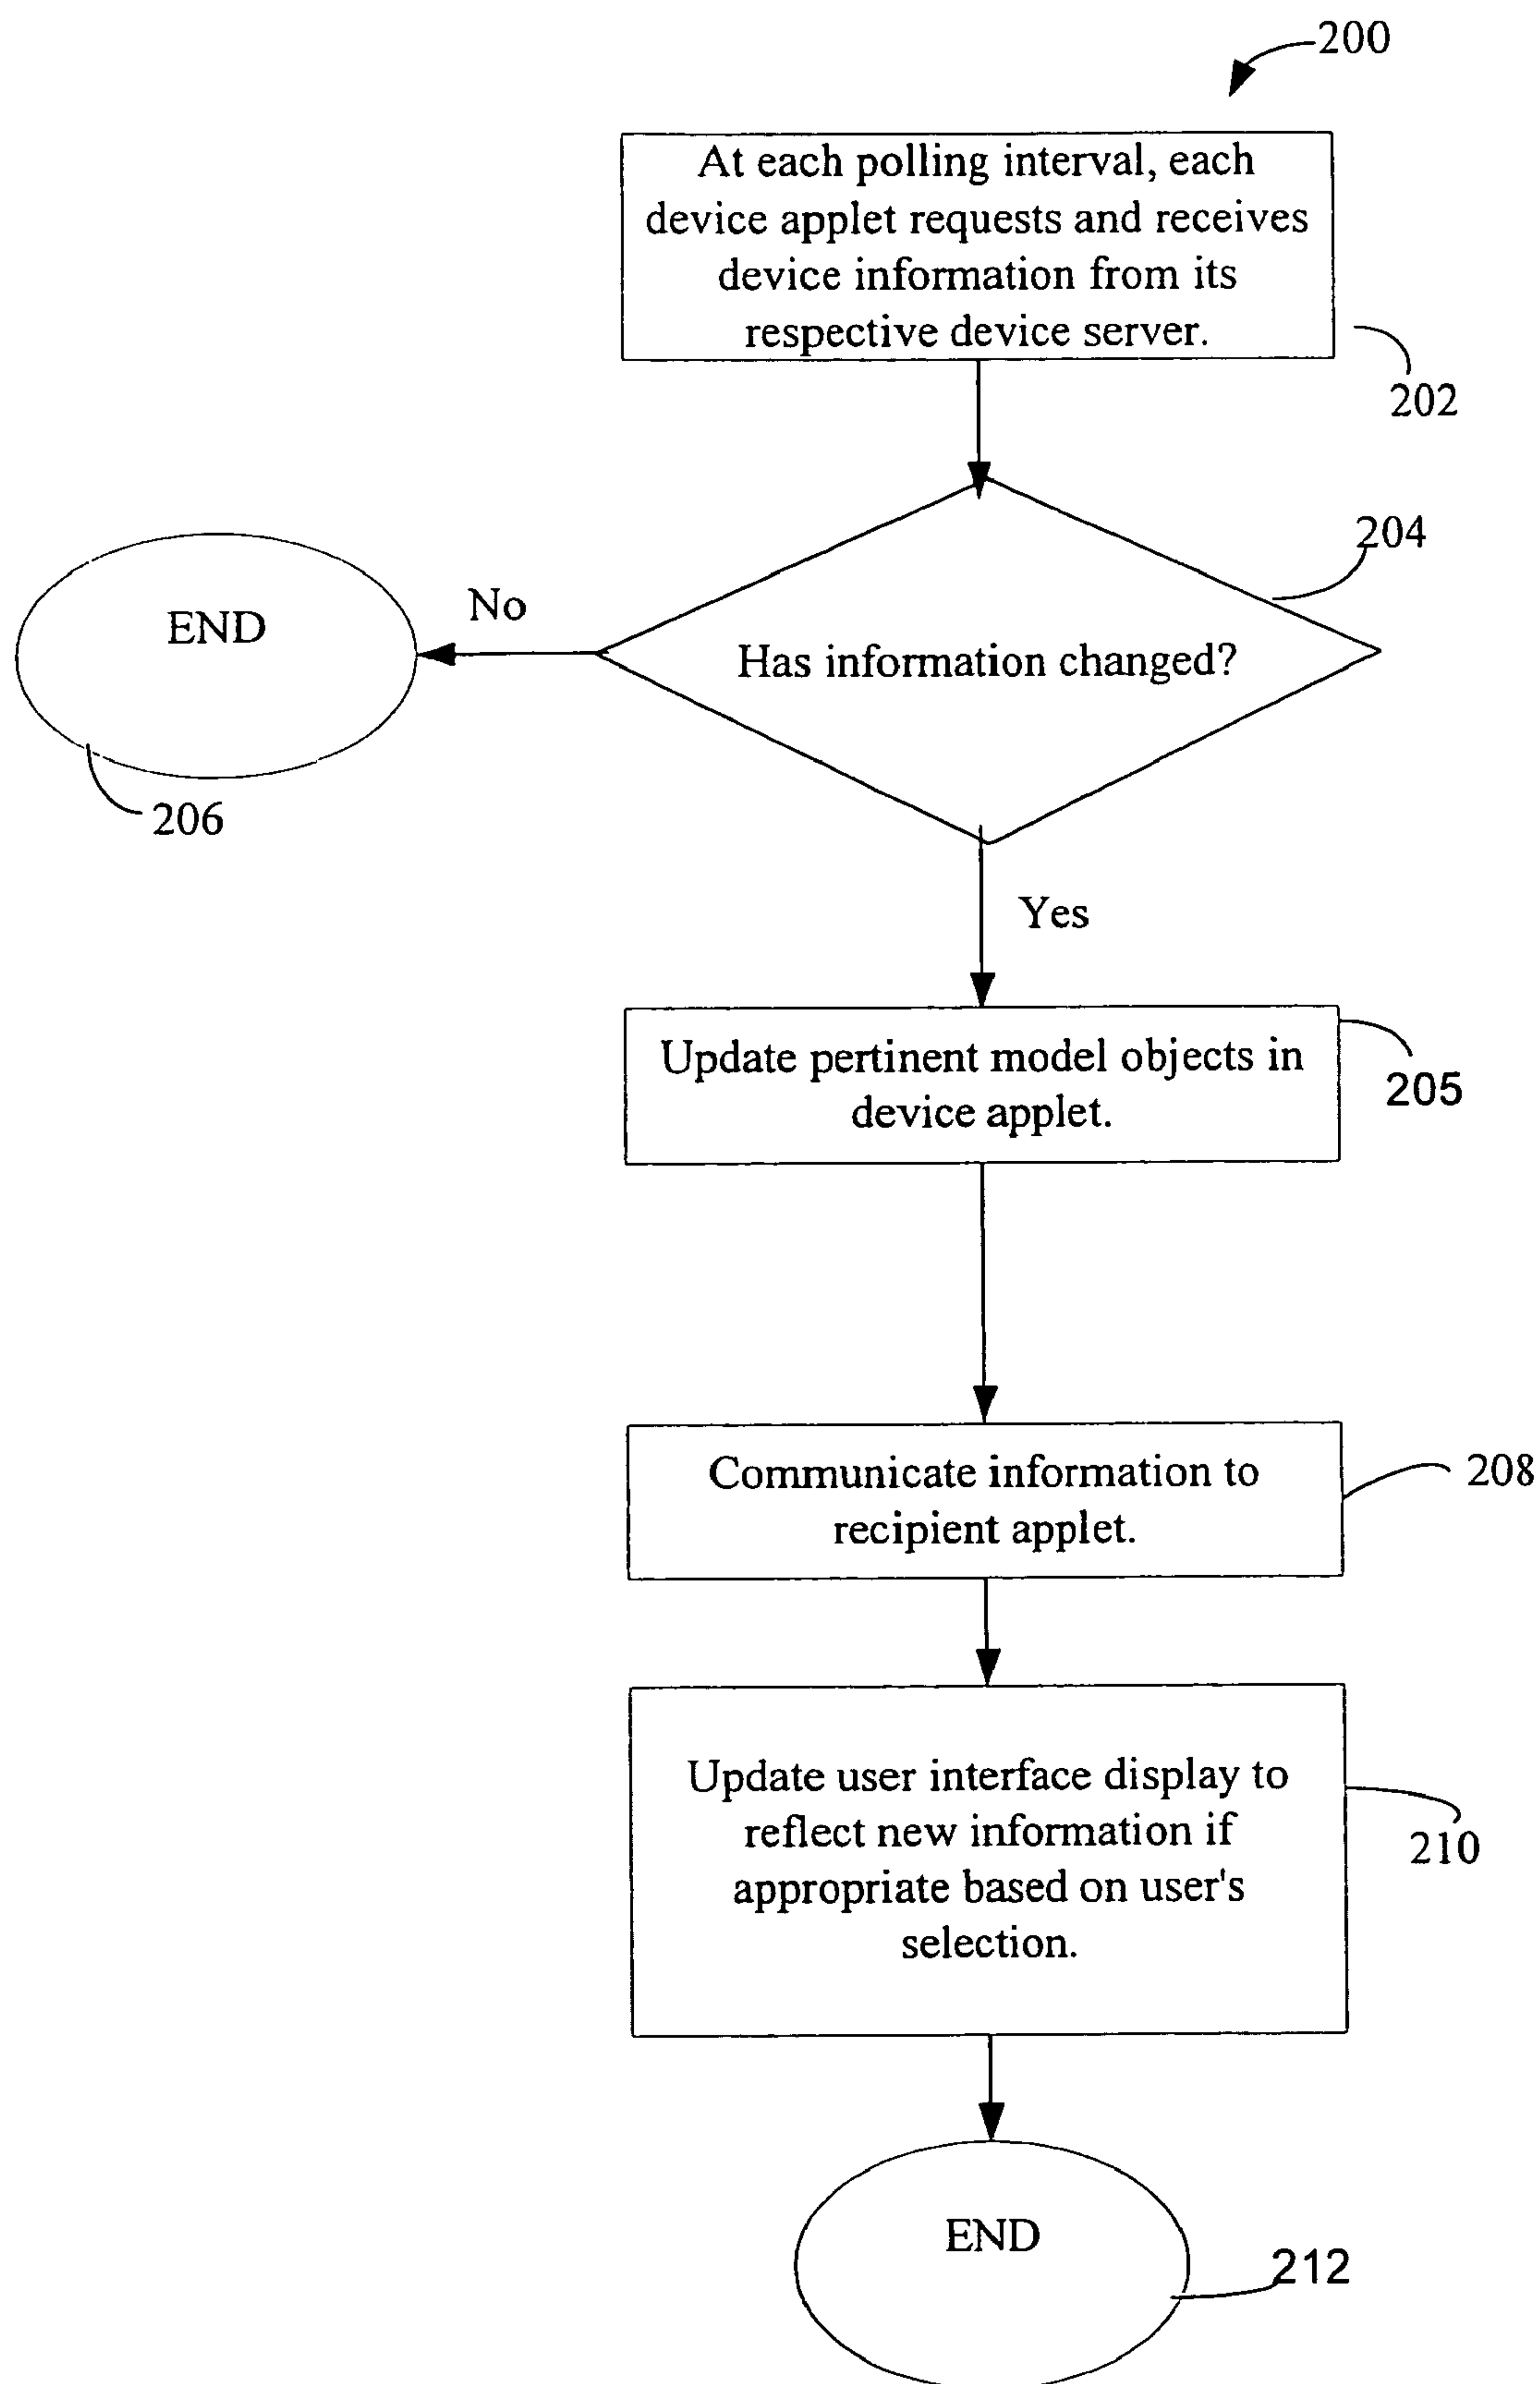 200
At each polling interval, each
device applet requests and receives
device information from its
respective device server.
202
204
Has information changed?
No
END
206
Yes
Update pertinent model objects in
device applet.
205
Communicate information to
recipient applet.
208
Update user interface display to
reflect new information if
appropriate based on user's
selection.
210
END
212